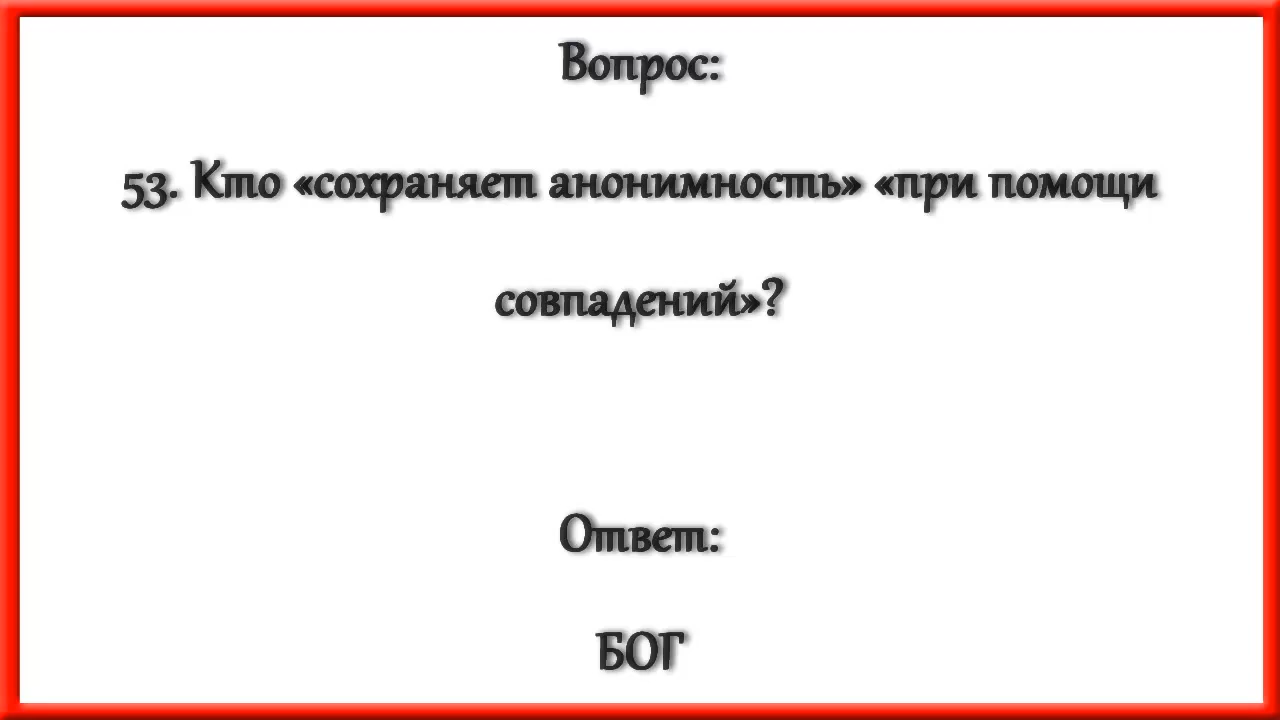 Вопрос:
53. Кто «сохраняет анонимность» «при помощи
совпадений»?
Ответ:
БОГ